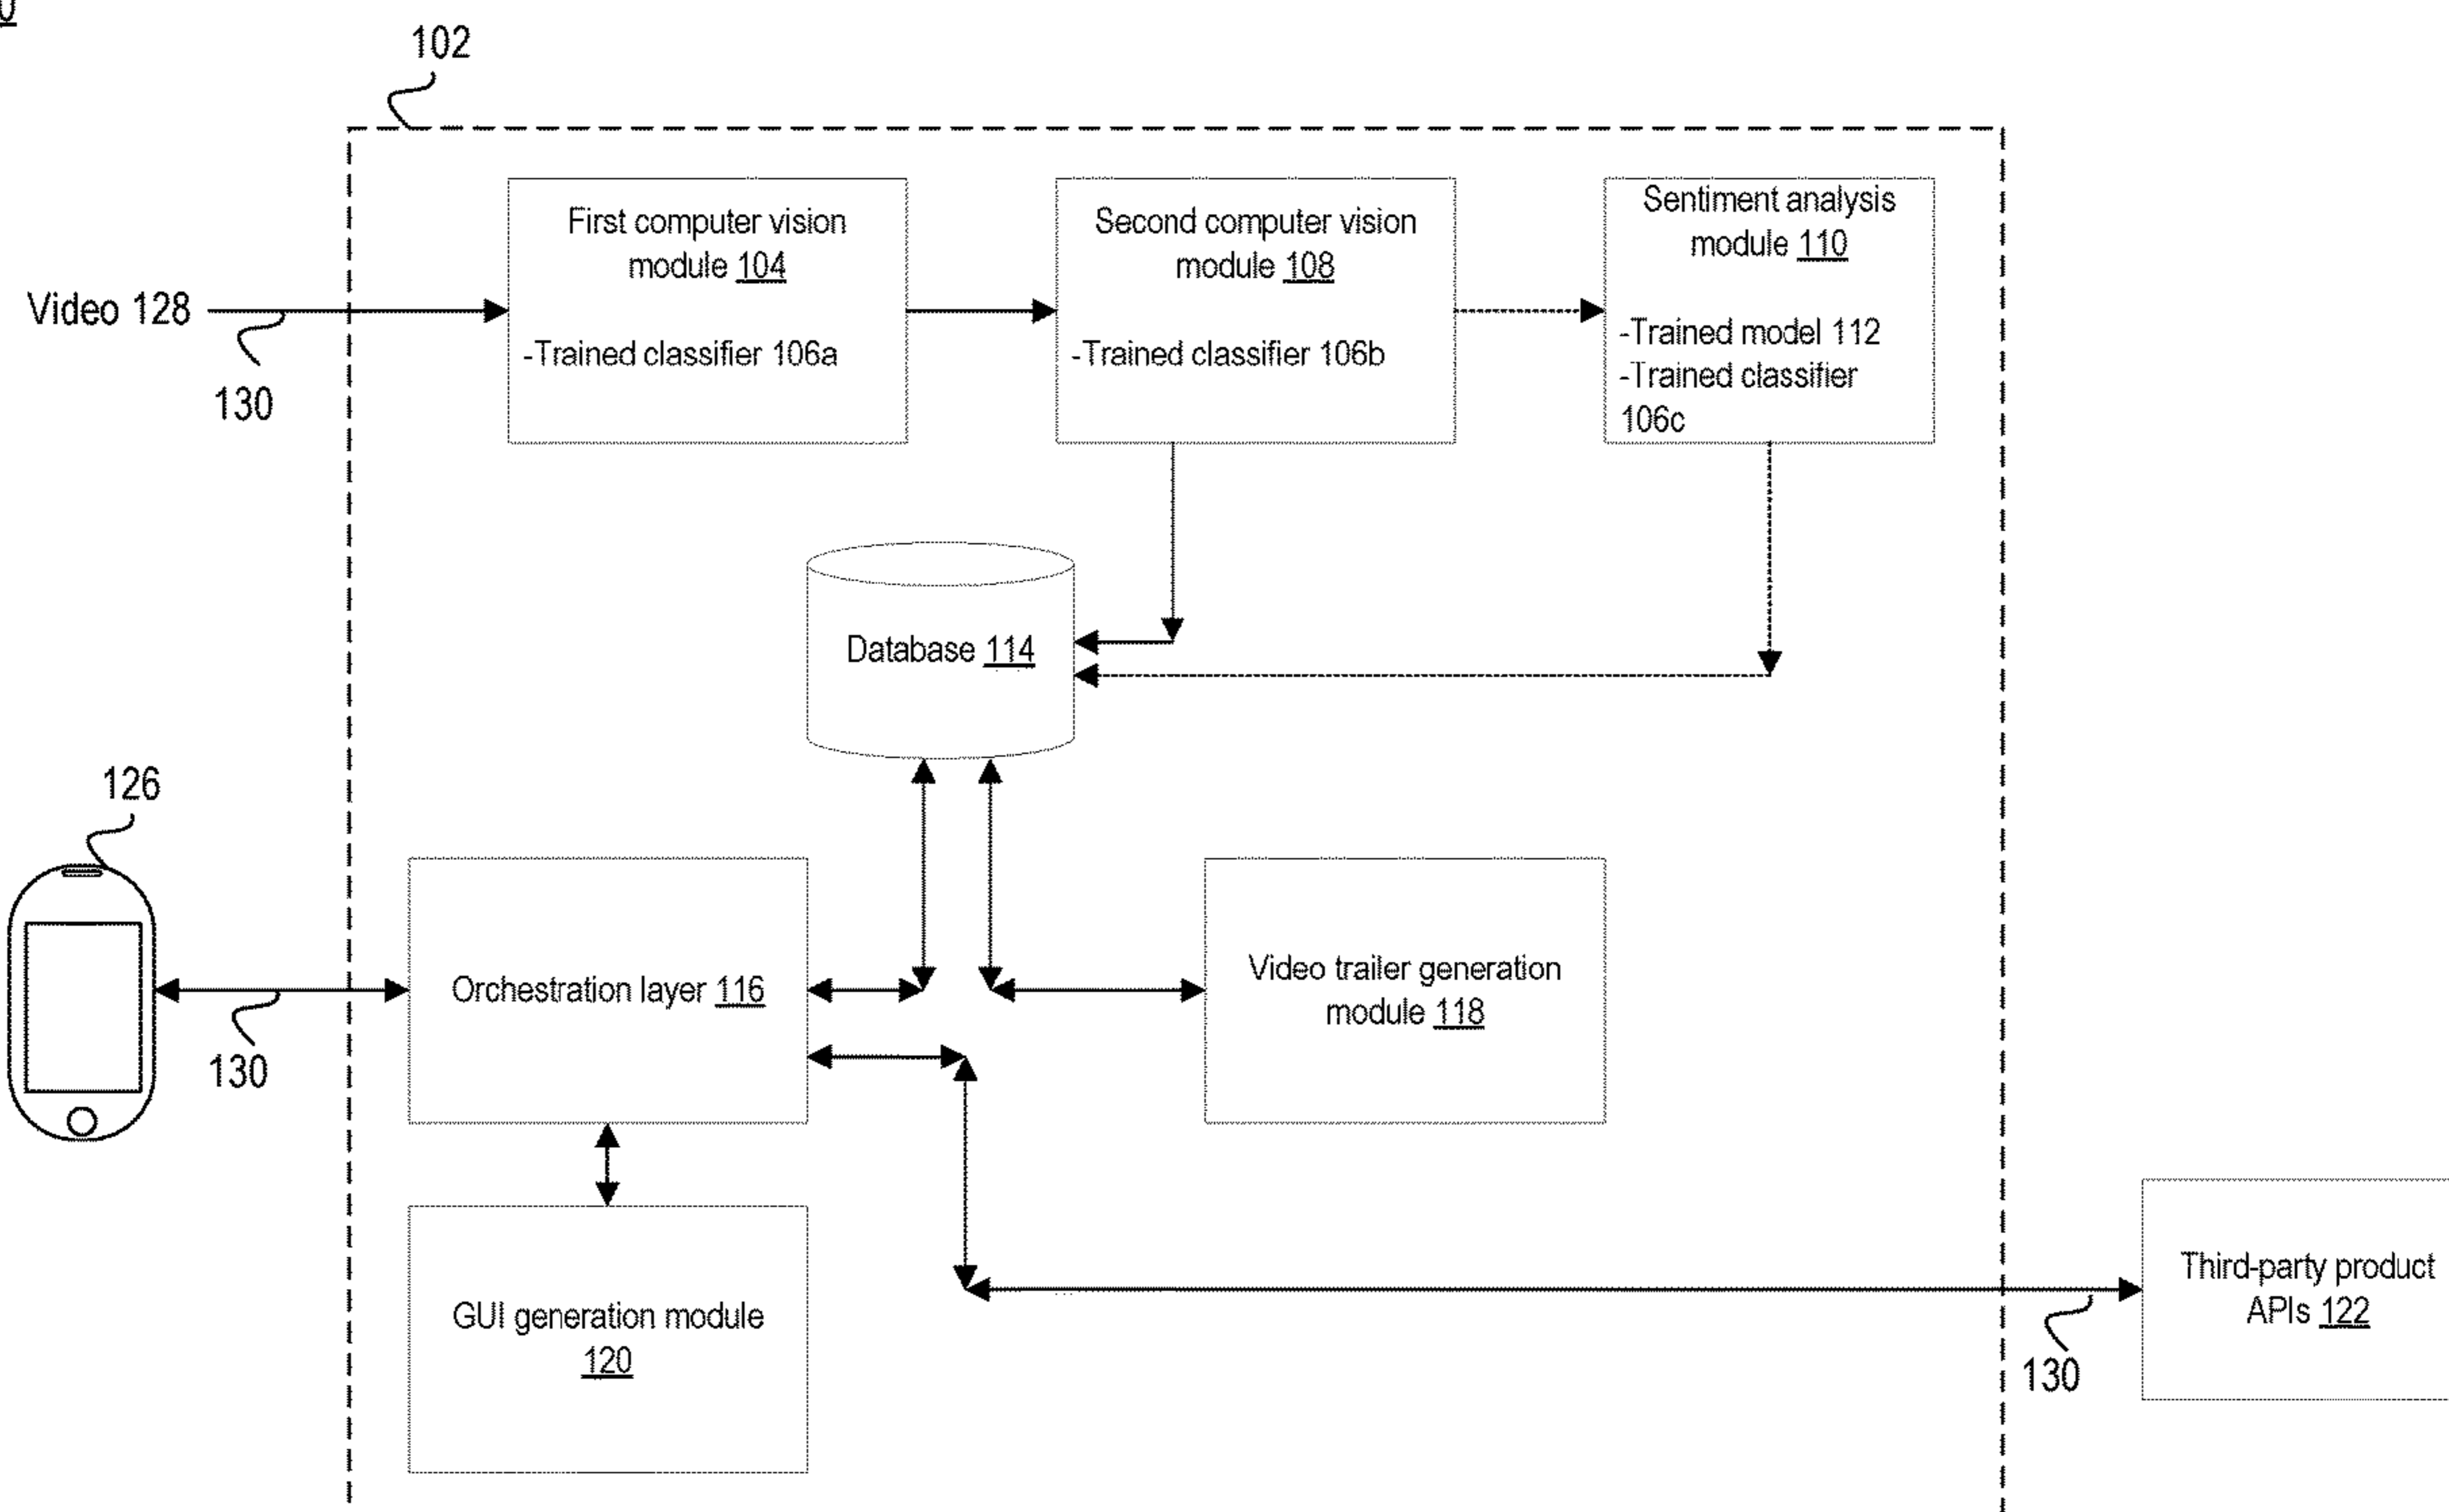 102
First computer vision
module 104
-Trained classifier 106a
Second computer vision
module 108
-Trained classifier 106b
Sentiment analysis
module 110
-Trained model 112
-Trained classifier
106c
Video 128
130
Database 114
126
130
Orchestration layer 116
Video trailer generation
module 118
GUI generation module
120
Third-party product
APIs 122
130